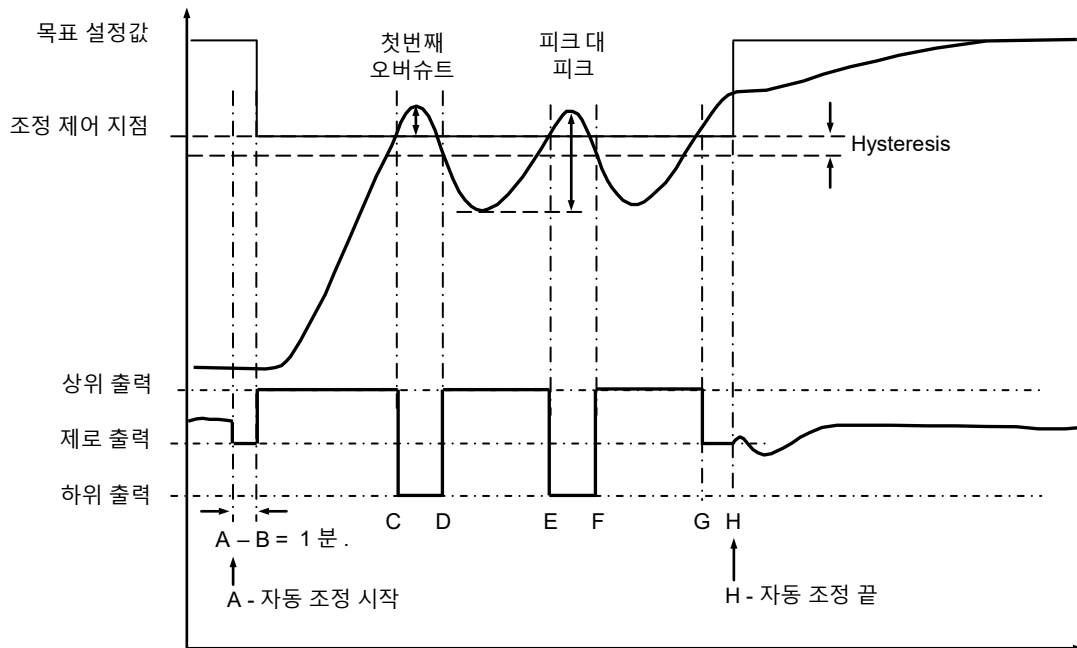 목표 설정값
첫번째
오버슈트
피크 대
피크
조정 제어 지점
Hysteresis
상위 출력
제로 출력
하위 출력
C D E F G H
A – B = 1 분 .
A - 자동 조정 시작
H - 자동 조정 끝